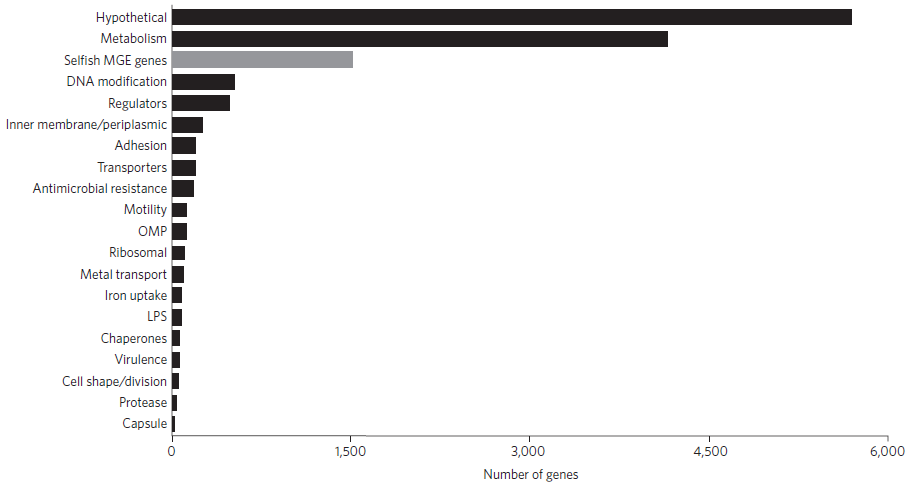 Hypothetical
Metabolism
Selfish MGE genes
DNA modification
Regulators
Inner membrane/periplasmic
Adhesion
Transporters
Antimicrobial resistance
Motility
OMP
Ribosomal
Metal transport
Iron uptake
LPS
Chaperones
Virulence
Cell shape/division
Protease
Capsule
0 1,500 3,000 4,500 6,000
Number of genes